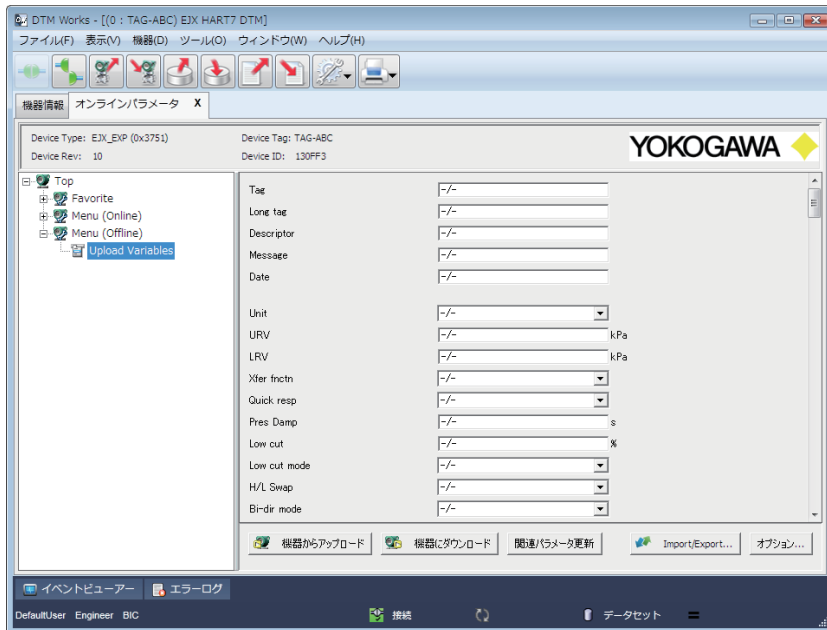 DTM Works - [(0 : TAG-ABC) EJX HART7 DTM]
ファイル(F) 表示(V) 機器(D) ツール(O) ウィンドウ(W) ヘルプ(H)
機器情報 オンラインパラメータ X
Device Type: EJX_EXP (0x3751) Device Tag: TAG-ABC
Device Rev: 10 Device ID: 130FF3
YOKOGAWA
Top
Favorite
Menu (Online)
Menu (Offline)
Upload Variables
Tag -/-
Long tag -/-
Descriptor -/-
Message -/-
Date -/-
Unit -/-
URV -/- kPa
LRV -/- kPa
Xfer fnctn -/-
Quick resp -/-
Pres Damp -/- s
Low cut -/- %
Low cut mode -/-
H/L Swap -/-
Bi-dir mode -/-
機器からアップロード 機器にダウンロード 関連パラメータ更新 Import/Export... オプション...
イベントビューアー エラーログ
DefaultUser Engineer BIC 接続 データセット